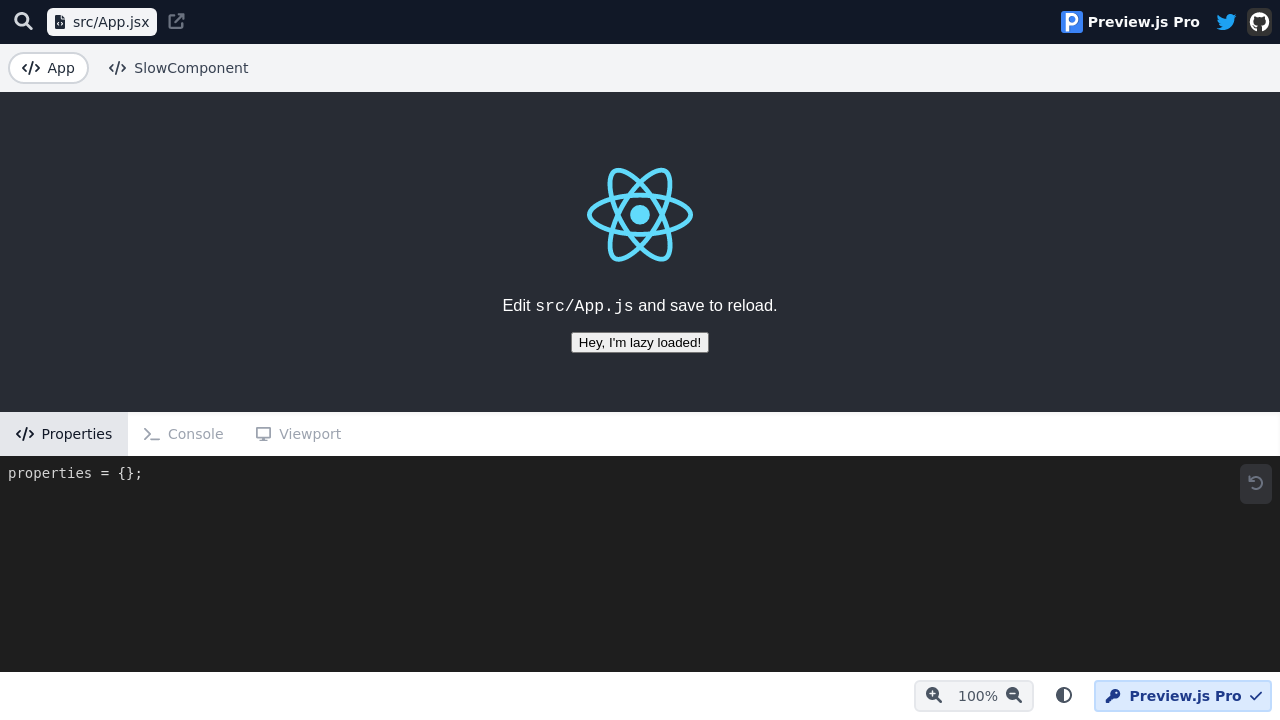 src/App.jsx
Preview.js Pro
App
SlowComponent
Edit src/App.js and save to reload.
Hey, I'm lazy loaded!
Properties
Console
Viewport
properties = {};
100%
Preview.js Pro